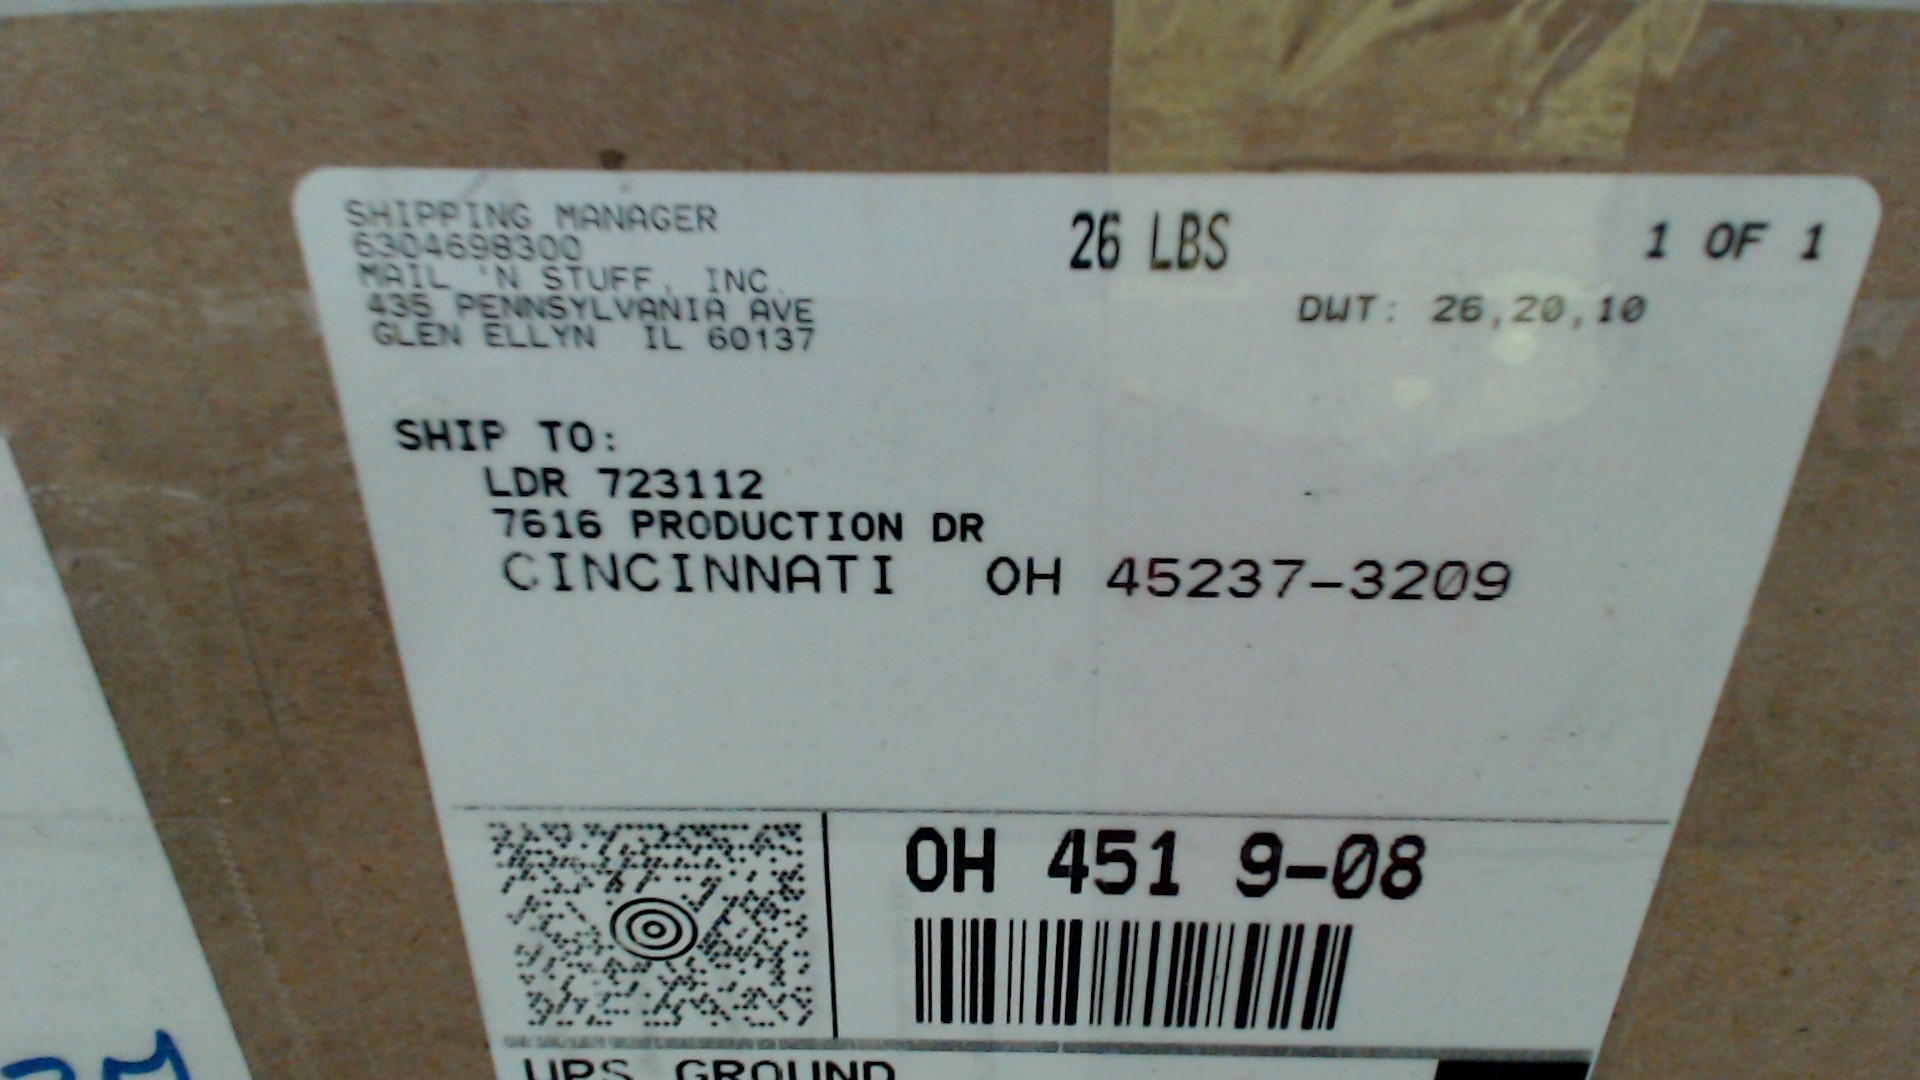 SHIPPING MANAGER
6304698300
MAIL 'N STUFF, INC.
435 PENNSYLVANIA AVE
GLEN ELLYN IL 60137
26 LBS
1 OF 1
DWT: 26,20,10
SHIP TO:
LDR 723112
7616 PRODUCTION DR
CINCINNATI OH 45237-3209
OH 451 9-08
UPS GROUND